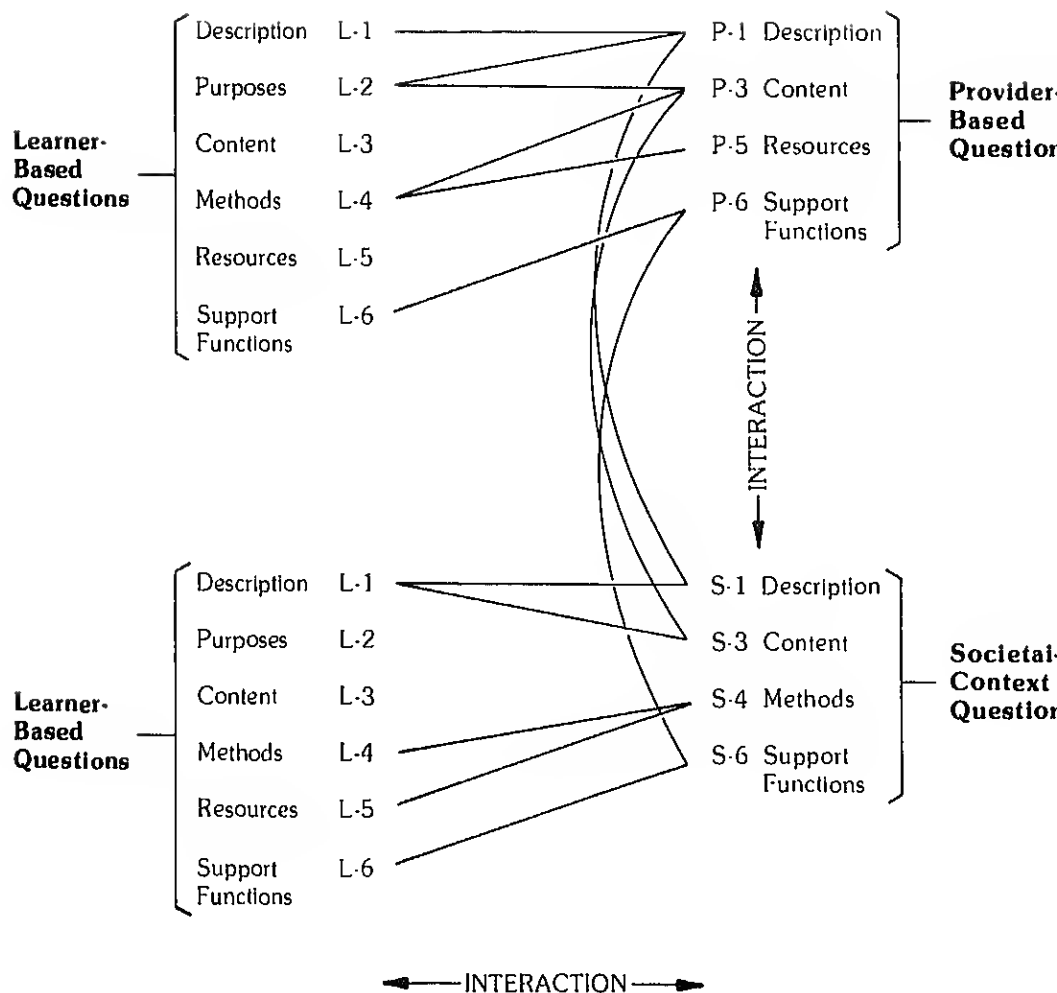 Description L-1
Purposes L-2
Content L-3
Methods L-4
Resources L-5
Support L-6
Functions
Learner-
Based
Questions
P-1 Description
P-3 Content
P-5 Resources
P-6 Support
Functions
Provider-
Based
Question
INTERACTION
Description L-1
Purposes L-2
Content L-3
Methods L-4
Resources L-5
Support L-6
Functions
Learner-
Based
Questions
S-1 Description
S-3 Content
S-4 Methods
S-6 Support
Functions
Societal-
Context
Question
INTERACTION